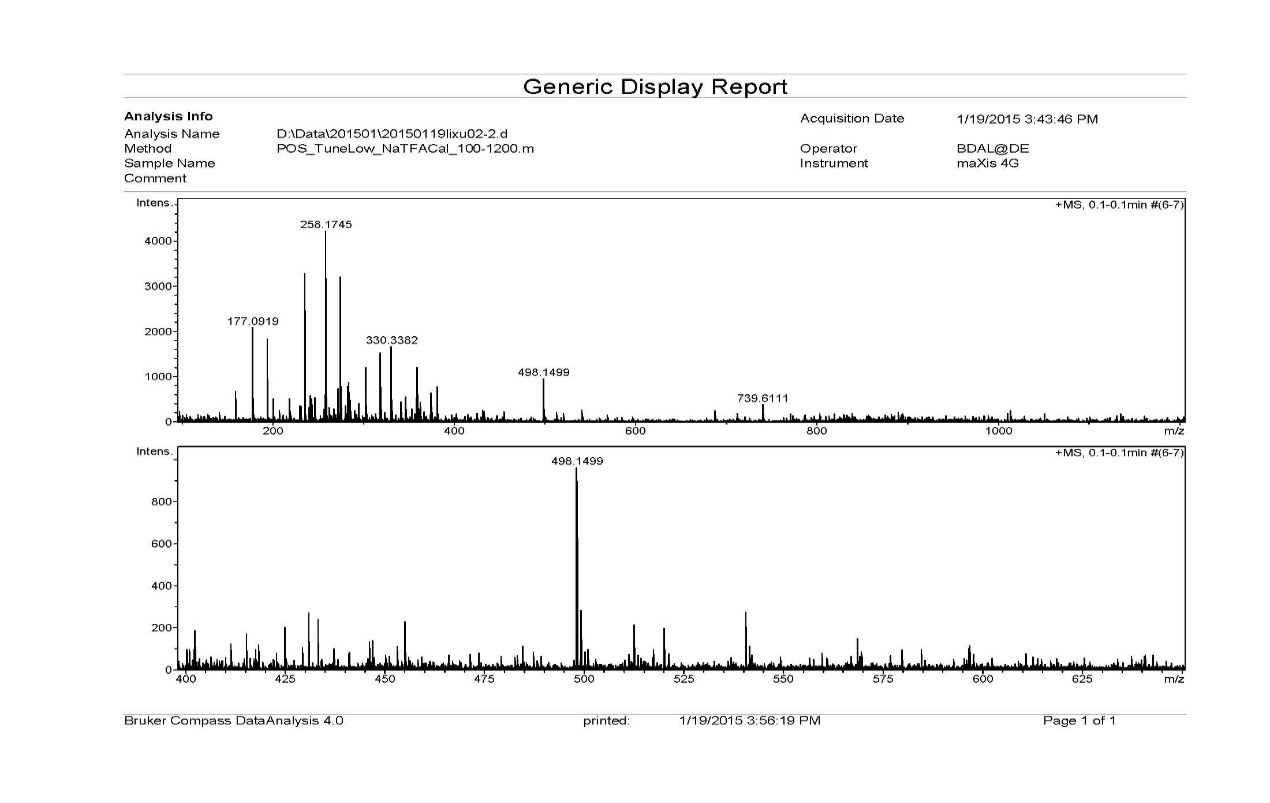 Generic Display Report
Analysis Info
Acquisition Date 1/19/2015 3:43:46 PM
Analysis Name D:\Data\201501\20150119lixu02-2.d
Method POS_TuneLow_NaTFACal_100-1200.m
Operator BDAL@DE
Sample Name
Instrument maXis 4G
Comment
Intens.
+MS, 0.1-0.1min #(6-7)
258.1745
4000
3000
177.0919
2000
330.3382
1000
498.1499
739.6111
0
200 400 600 800 1000 m/z
Intens.
+MS, 0.1-0.1min #(6-7)
498.1499
800
600
400
200
0
400 425 450 475 500 525 550 575 600 625 m/z
Bruker Compass DataAnalysis 4.0 printed: 1/19/2015 3:56:19 PM Page 1 of 1